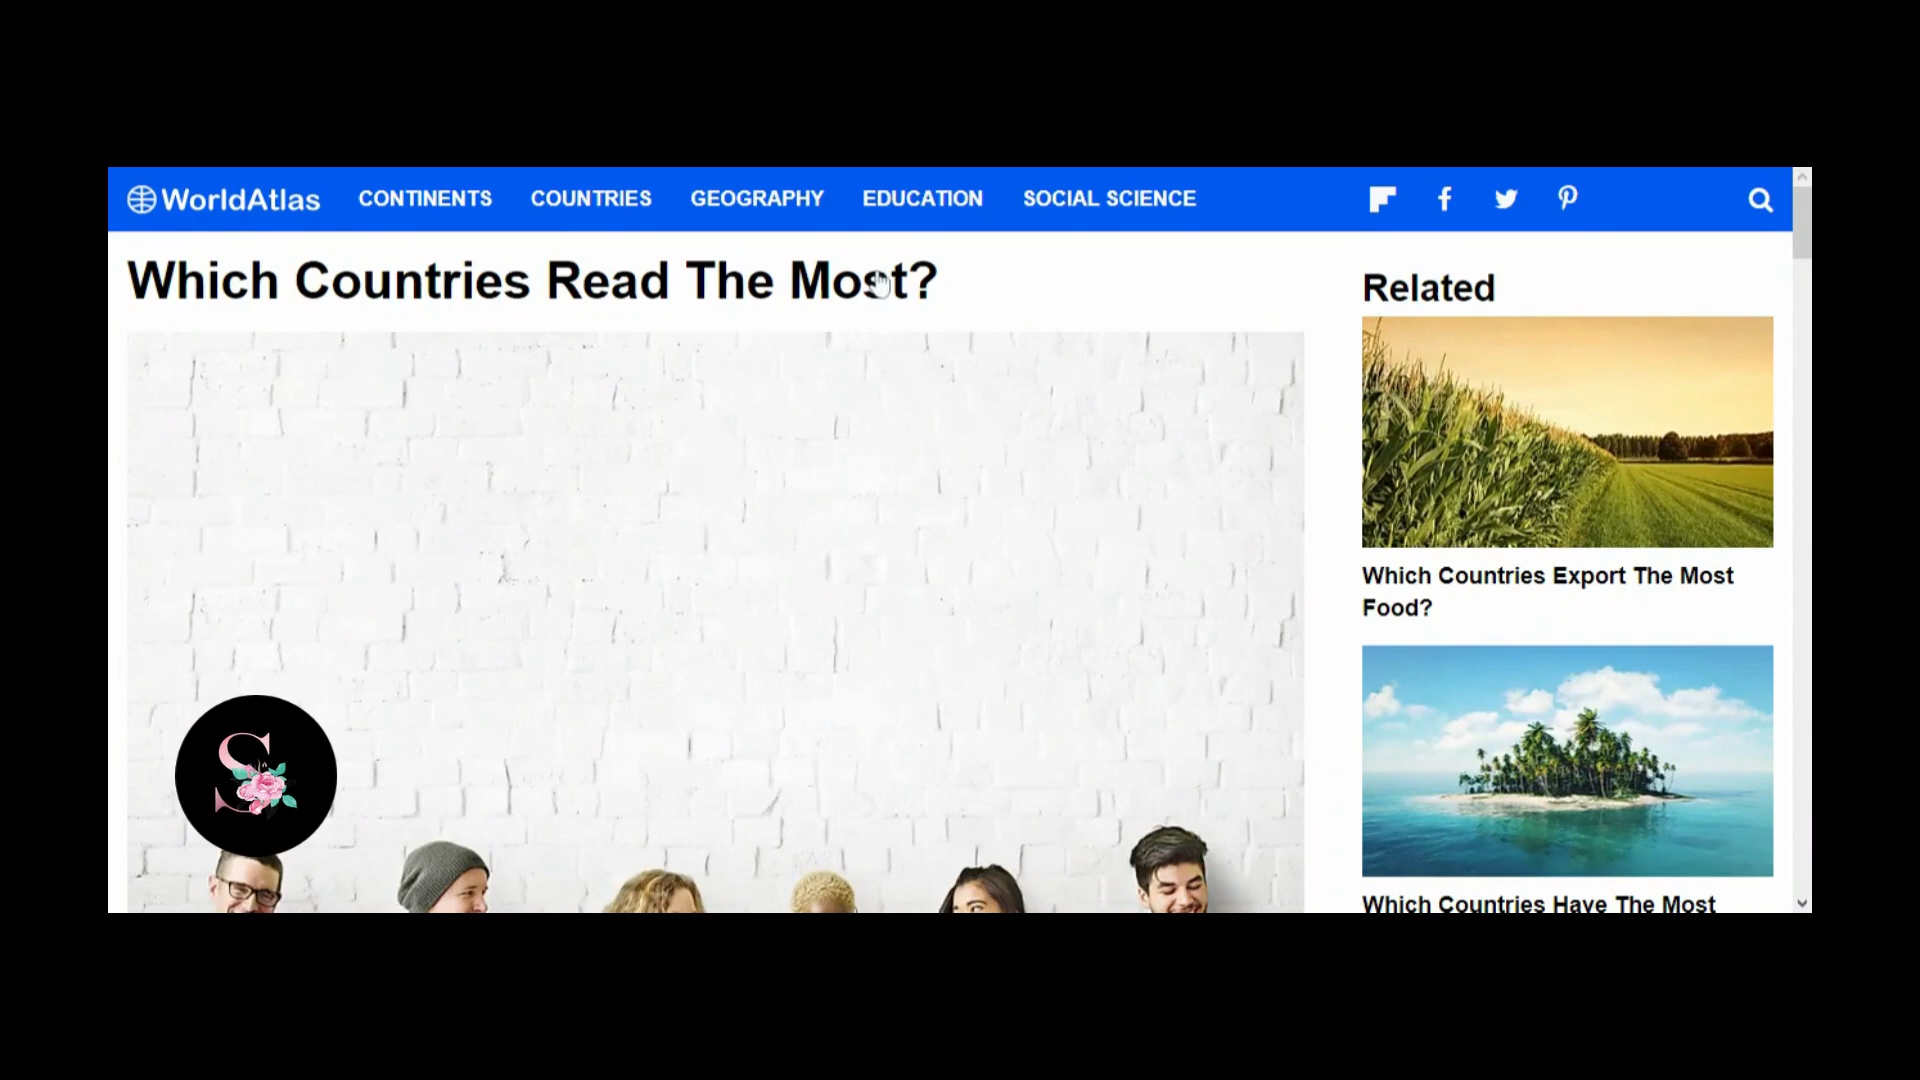 WorldAtlas CONTINENTS COUNTRIES GEOGRAPHY EDUCATION SOCIAL SCIENCE
Which Countries Read The Most?
Related
Which Countries Export The Most
Food?
S
Which Countries Have The Most